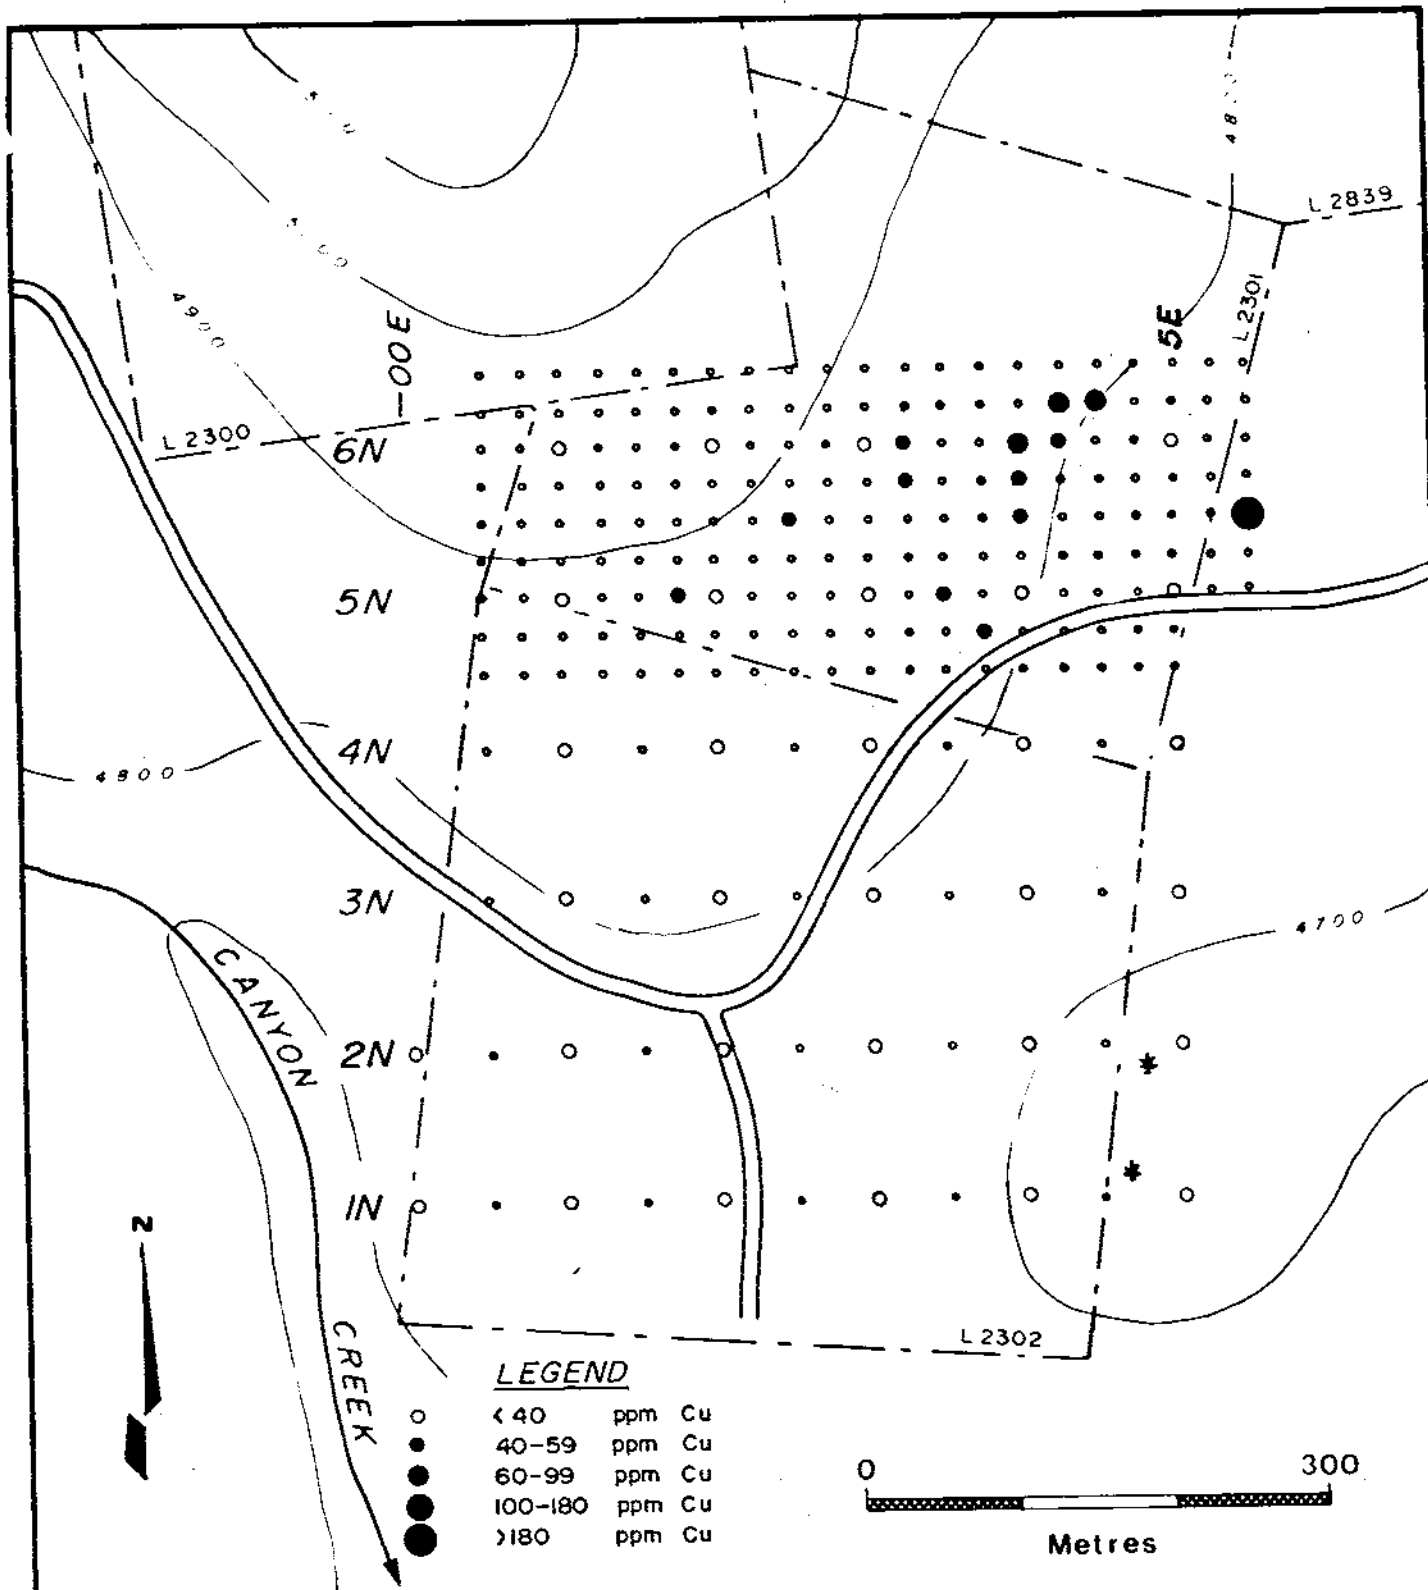 L 2839
4900
L 2301
5E
00E
L 2300
6N
5N
4N
4800
3N
4700
CANYON
2N
1N
N
CREEK
L 2302
LEGEND
< 40 ppm Cu
40-59 ppm Cu
60-99 ppm Cu
100-180 ppm Cu
>180 ppm Cu
0 300
Metres